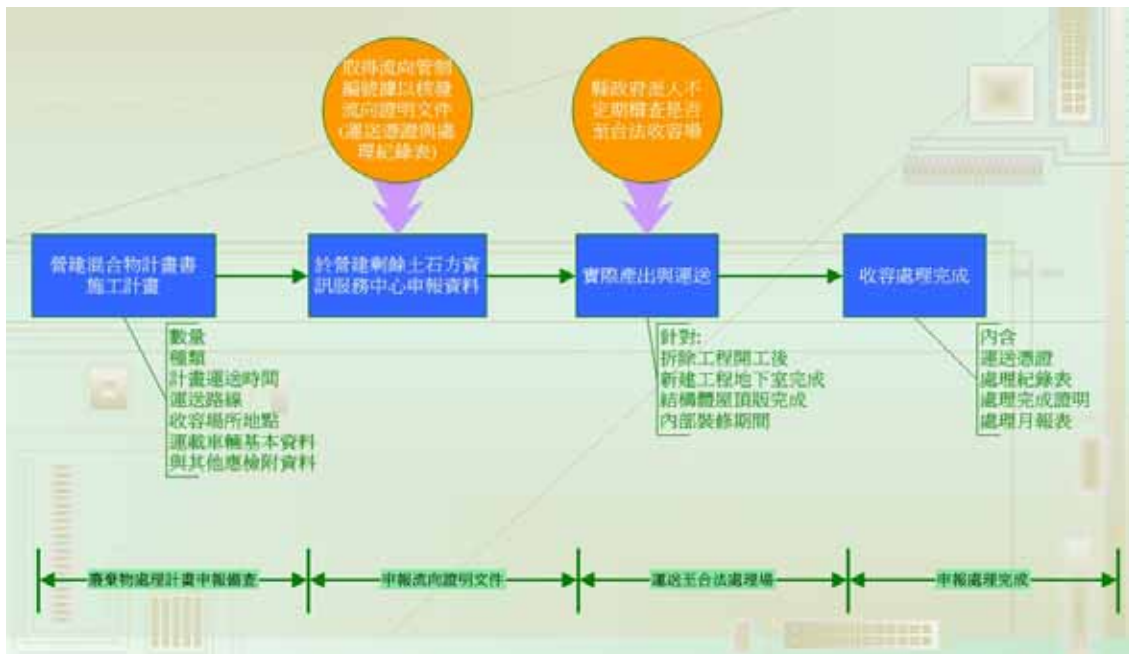 取得流向管制
編號據以核發
流向證明文件
(運送憑證與處
理紀錄表)
縣政府派人不
定期稽查是否
至合法收容場
營建混合物計畫書
施工計畫
於營建剩餘土石方資
訊服務中心申報資料
實際產出與運送
收容處理完成
數量
種類
計畫運送時間
運送路線
收容場所地點
運載車輛基本資料
與其他應檢附資料
針對:
拆除工程開工後
新建工程地下室完成
結構體屋頂版完成
內部裝修期間
內含
運送憑證
處理紀錄表
處理完成證明
處理月報表
廢棄物處理計畫申報備查
申報流向證明文件
運送至合法處理場
申報處理完成